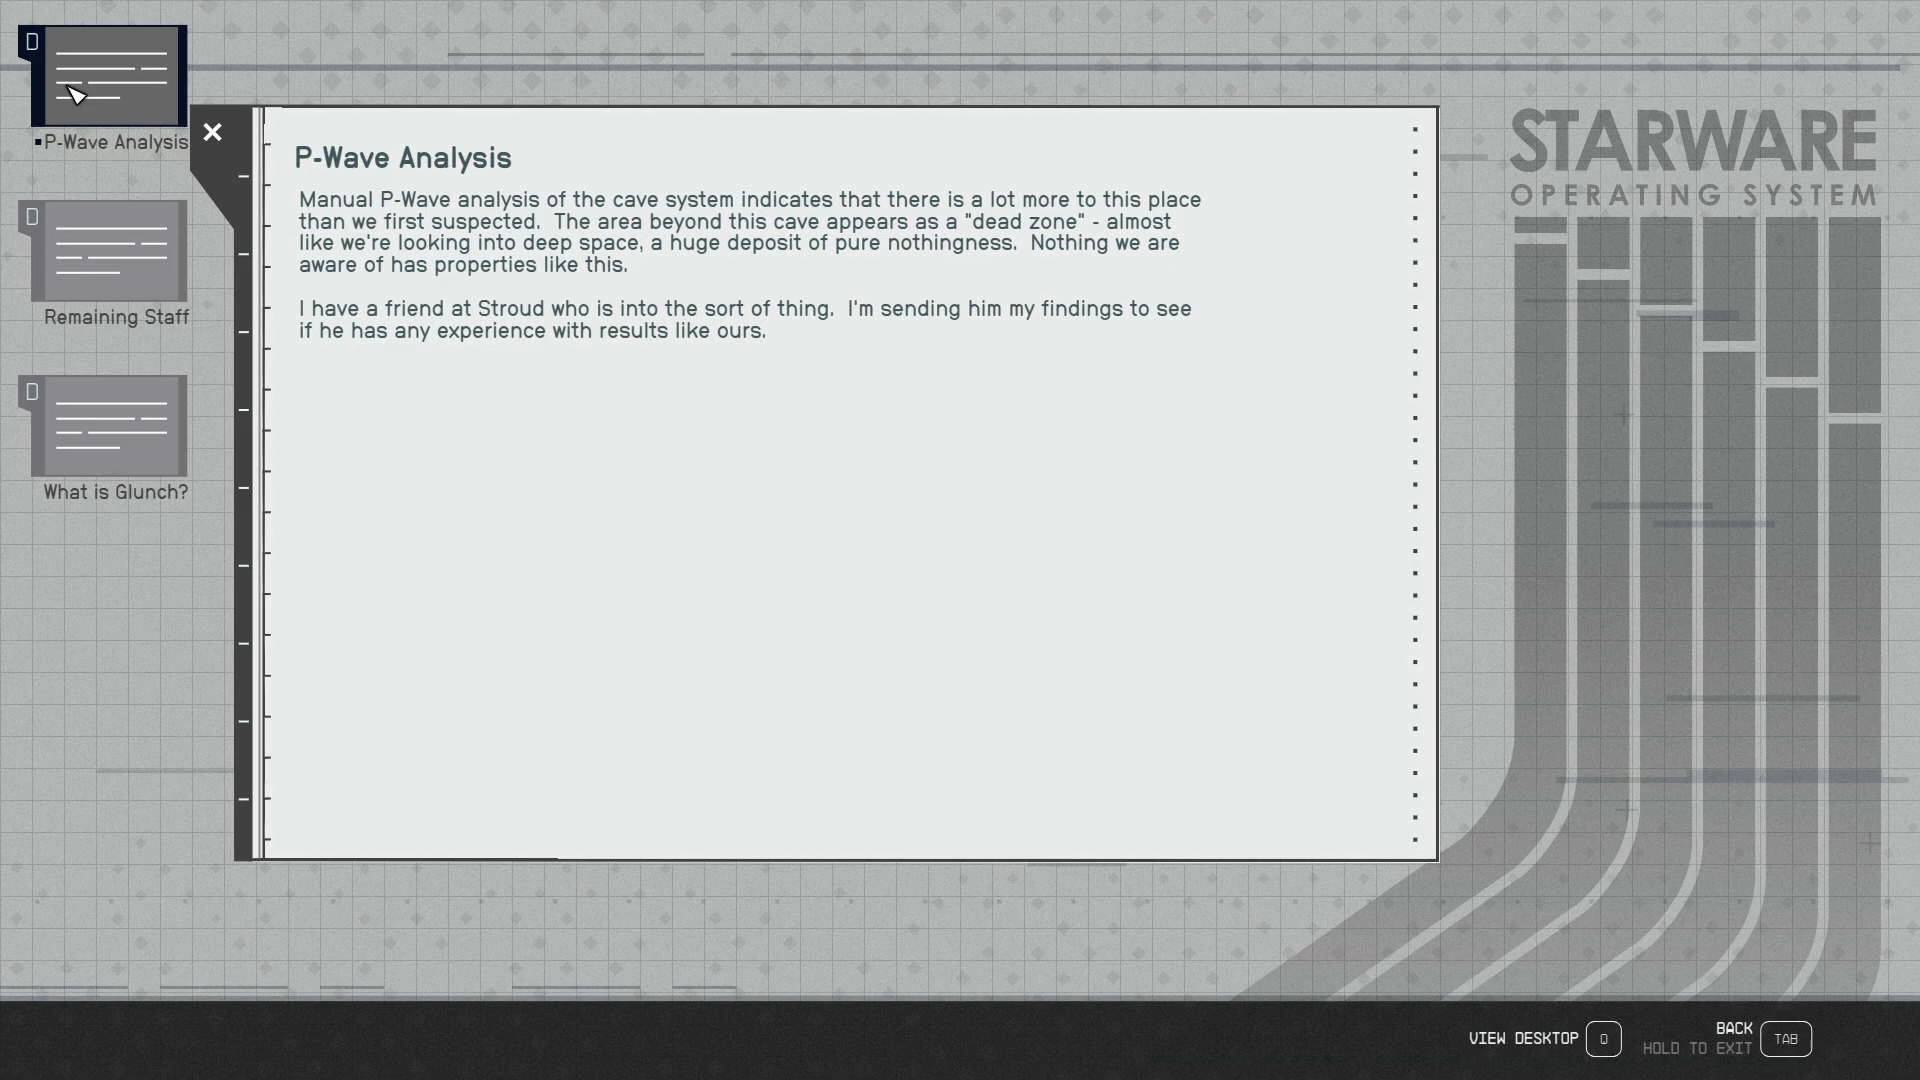 P-Wave Analysis
Remaining Staff
What is Glunch?
P-Wave Analysis
Manual P-Wave analysis of the cave system indicates that there is a lot more to this place
than we first suspected.  The area beyond this cave appears as a "dead zone" - almost
like we're looking into deep space, a huge deposit of pure nothingness.  Nothing we are
aware of has properties like this.
I have a friend at Stroud who is into the sort of thing.  I'm sending him my findings to see
if he has any experience with results like ours.
STARWARE
OPERATING SYSTEM
VIEW DESKTOP Q
BACK
HOLD TO EXIT TAB